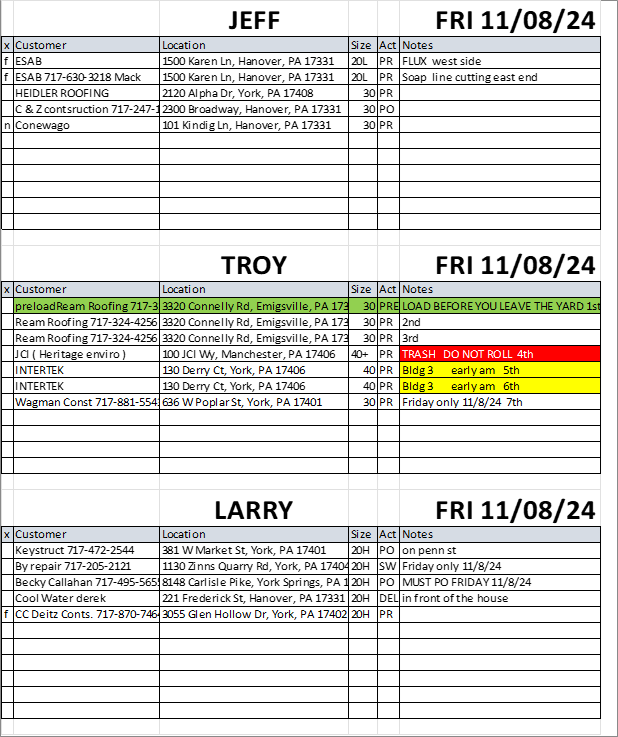 JEFF FRI 11/08/24
x Customer Location Size Act Notes
f ESAB 1500 Karen Ln, Hanover, PA 17331 20L PR FLUX west side
f ESAB 717-630-3218 Mack 1500 Karen Ln, Hanover, PA 17331 20L PR Soap line cutting east end
HEIDLER ROOFING 2120 Alpha Dr, York, PA 17408 30 PR
C & Z contsruction 717-247-1 2300 Broadway, Hanover, PA 17331 30 PO
n Conewago 101 Kindig Ln, Hanover, PA 17331 30 PR
TROY FRI 11/08/24
x Customer Location Size Act Notes
preloadReam Roofing 717-3 3320 Connelly Rd, Emigsville, PA 173 30 PRE LOAD BEFORE YOU LEAVE THE YARD 1st
Ream Roofing 717-324-4256 3320 Connelly Rd, Emigsville, PA 173 30 PR 2nd
Ream Roofing 717-324-4256 3320 Connelly Rd, Emigsville, PA 173 30 PR 3rd
JCI ( Heritage enviro ) 100 JCI Wy, Manchester, PA 17406 40+ PR TRASH DO NOT ROLL 4th
INTERTEK 130 Derry Ct, York, PA 17406 40 PR Bldg 3 early am 5th
INTERTEK 130 Derry Ct, York, PA 17406 40 PR Bldg 3 early am 6th
Wagman Const 717-881-554 636 W Poplar St, York, PA 17401 30 PR Friday only 11/8/24 7th
LARRY FRI 11/08/24
x Customer Location Size Act Notes
Keystruct 717-472-2544 381 W Market St, York, PA 17401 20H PO on penn st
By repair 717-205-2121 1130 Zinns Quarry Rd, York, PA 17404 20H SW Friday only 11/8/24
Becky Callahan 717-495-565 8148 Carlisle Pike, York Springs, PA 1 20H PO MUST PO FRIDAY 11/8/24
Cool Water derek 221 Frederick St, Hanover, PA 17331 20H DEL in front of the house
f CC Deitz Conts. 717-870-746 3055 Glen Hollow Dr, York, PA 17402 20H PR